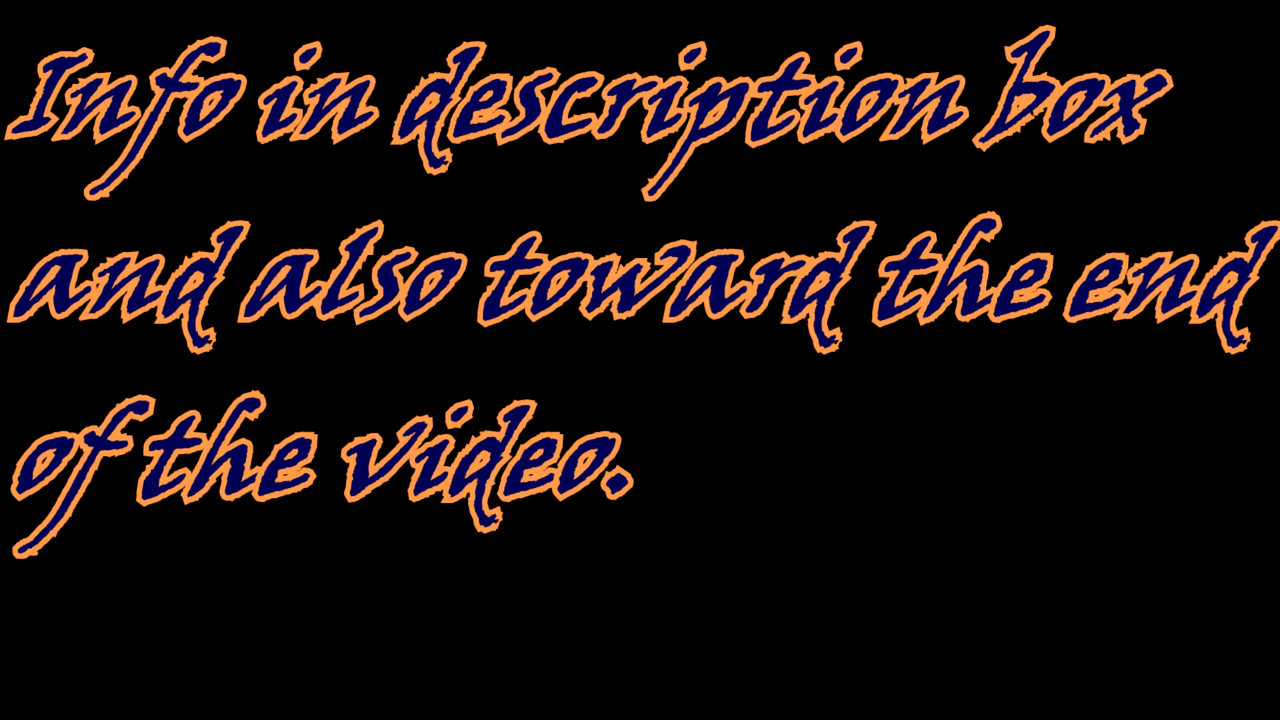 Info in description box
and also toward the end
of the video.